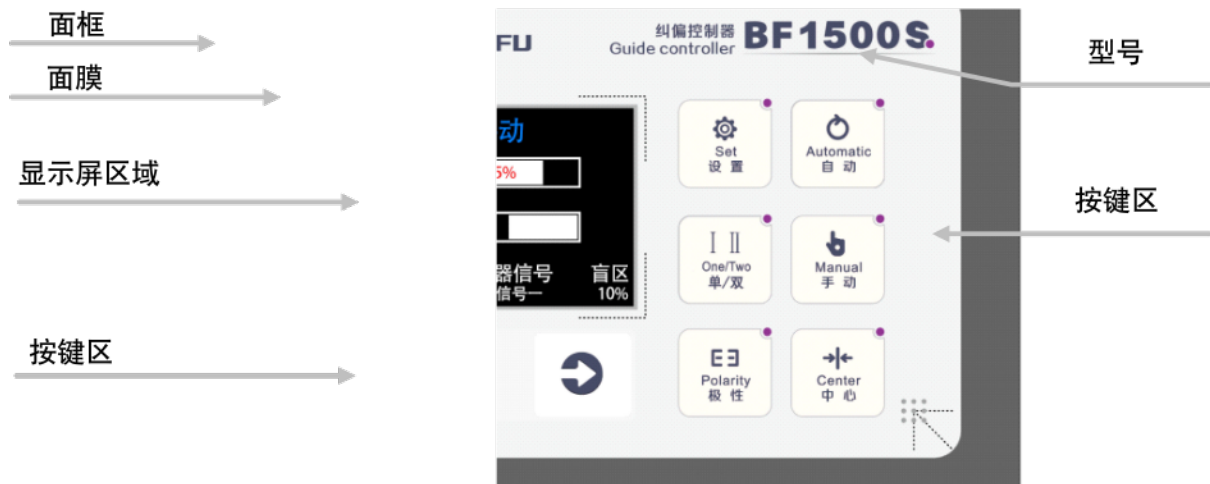 面框
面膜
显示屏区域
按键区
FU
纠偏控制器
Guide controller
BF1500S
动
5%
器信号
信号一
盲区
10%
Set
设 置
Automatic
自 动
One/Two
单/双
Manual
手 动
Polarity
极 性
Center
中 心
型号
按键区